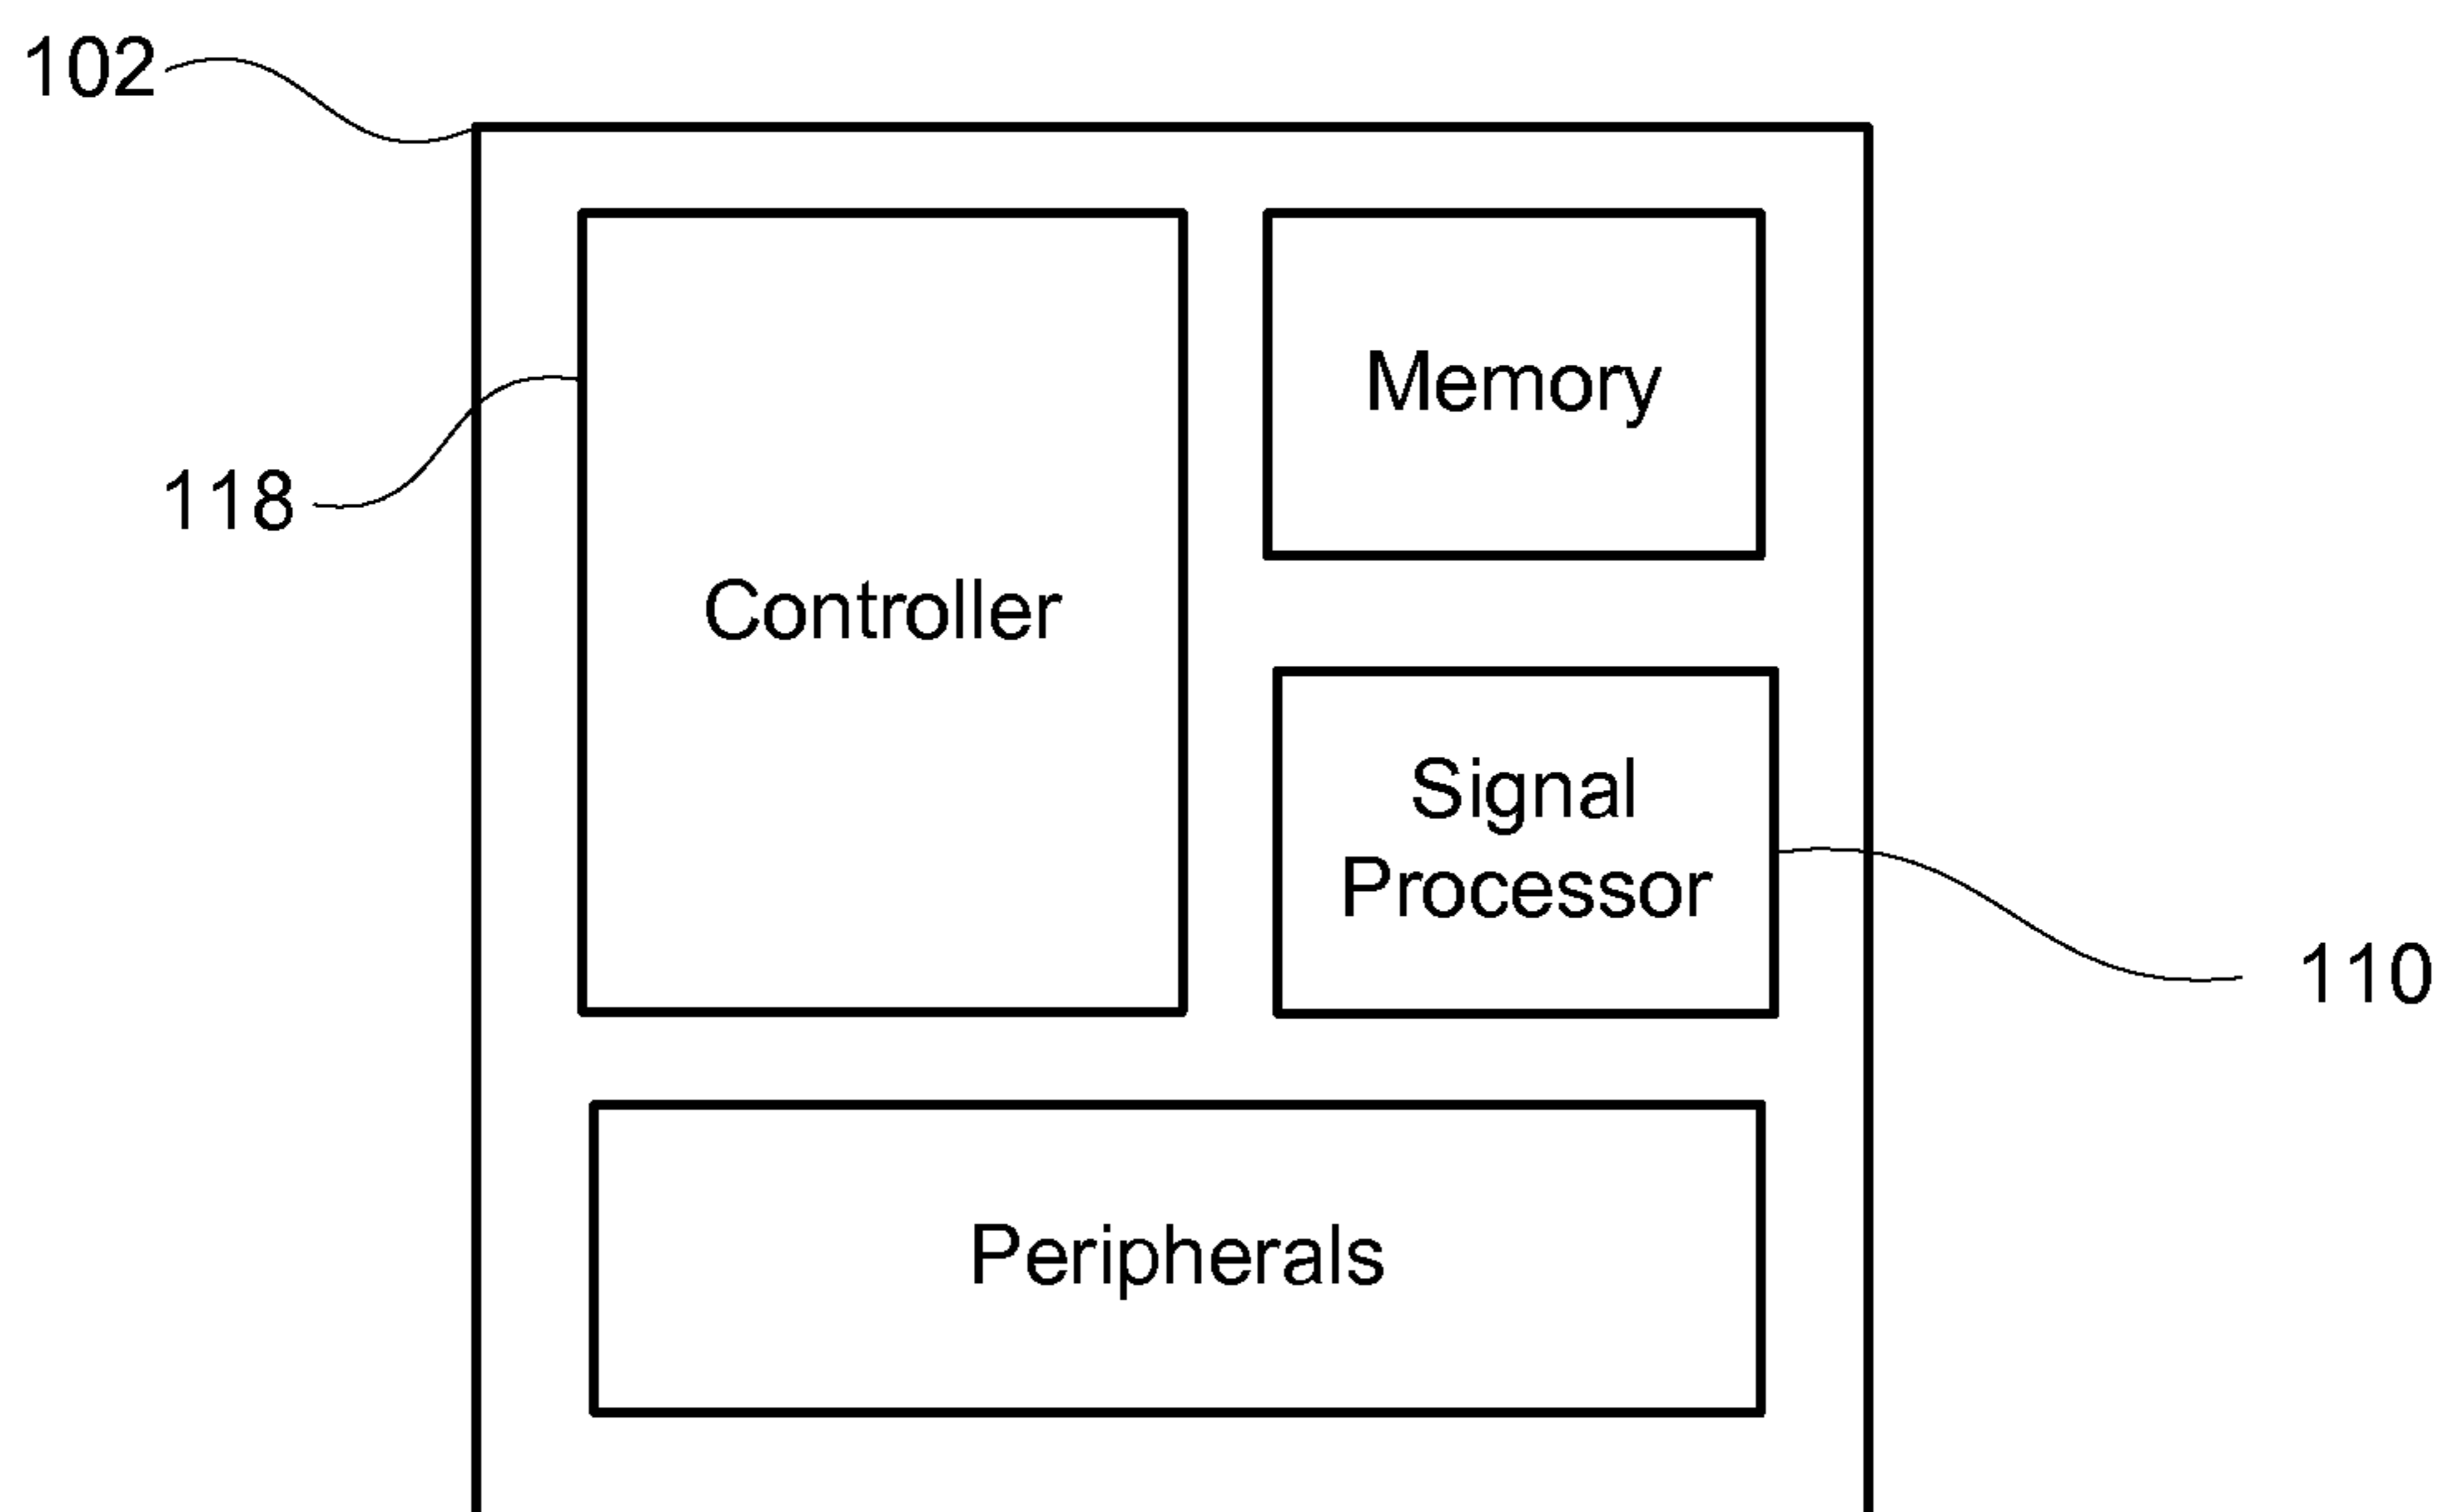 102
Memory
118
Controller
Signal
Processor
110
Peripherals